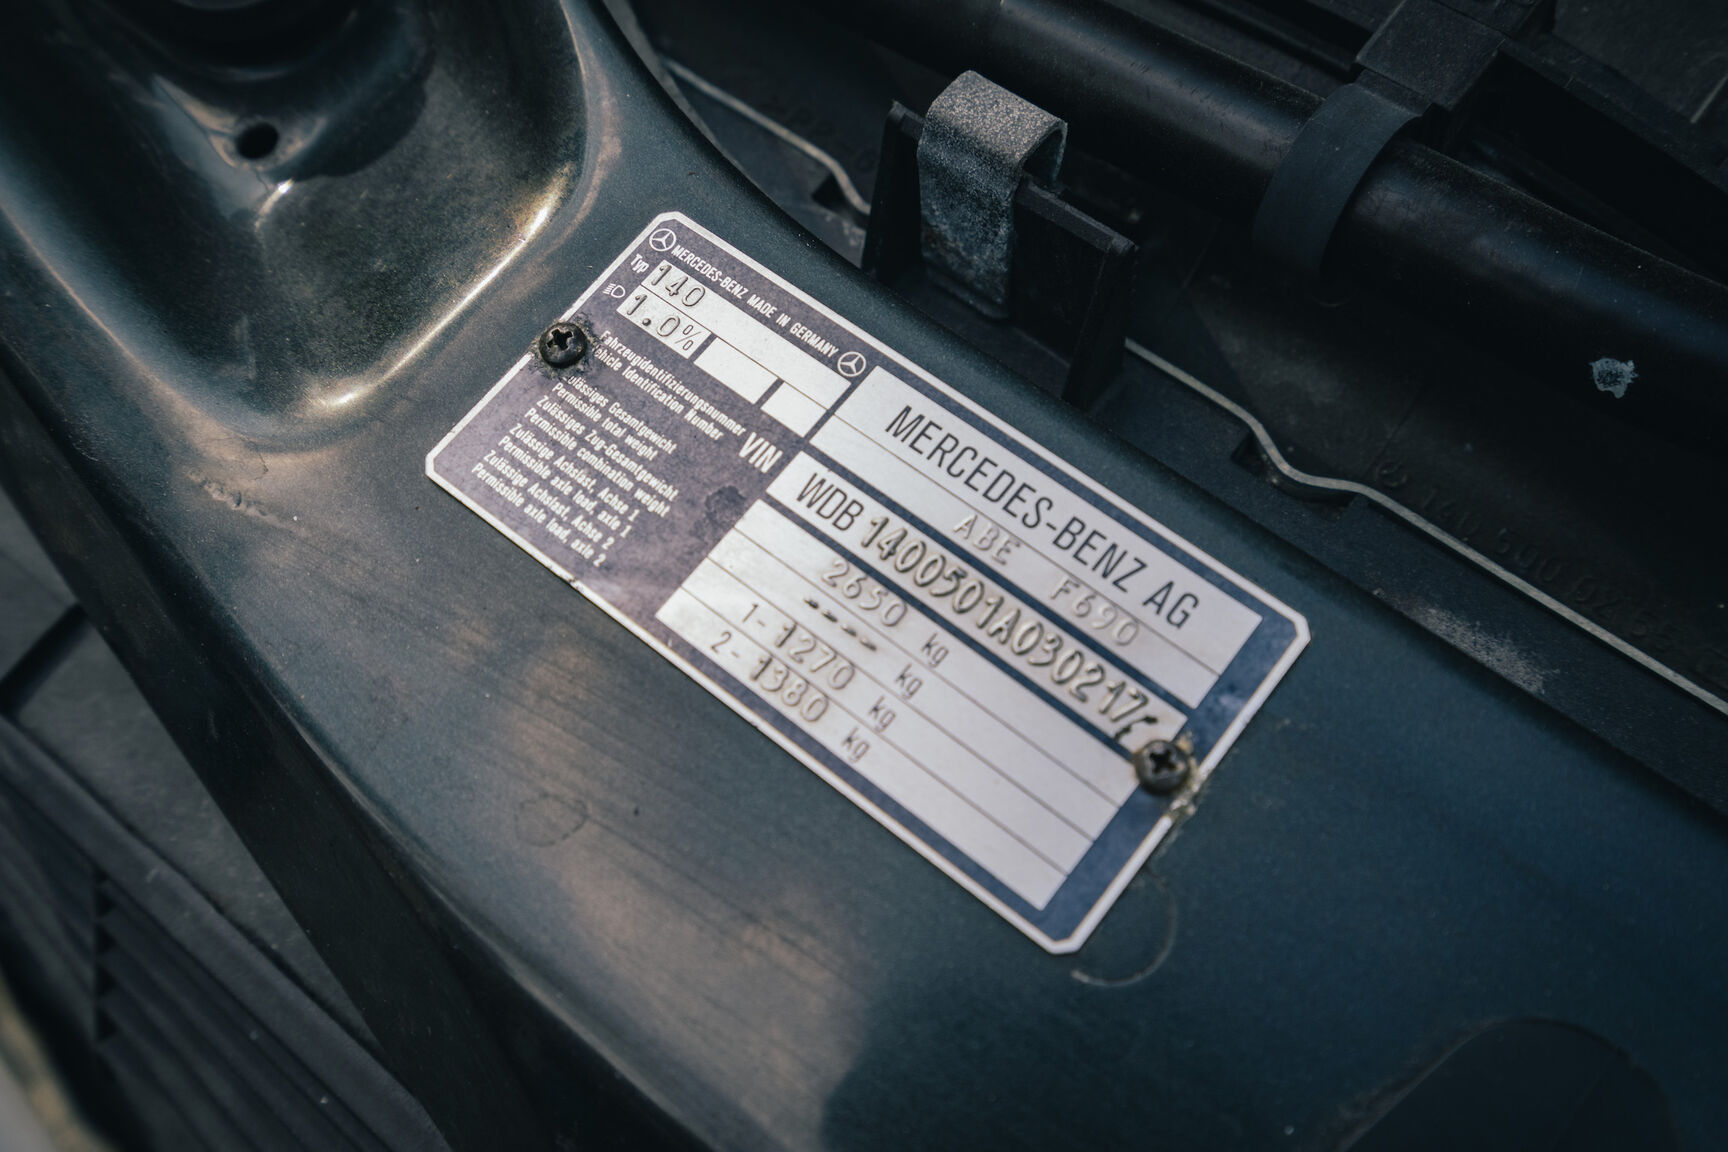 MERCEDES-BENZ MADE IN GERMANY
Typ 140
1.0%
Fahrzeugidentifizierungsnummer
Vehicle Identification Number
VIN
Zulässiges Gesamtgewicht
Permissible total weight
Zulässiges Zug-Gesamtgewicht
Permissible combination weight
Zulässige Achslast, Achse 1
Permissible axle load, axle 1
Zulässige Achslast, Achse 2
Permissible axle load, axle 2
MERCEDES-BENZ AG
ABE F690
WDB 1400501A030217
2650 kg
---- kg
1- 1270 kg
2- 1380 kg